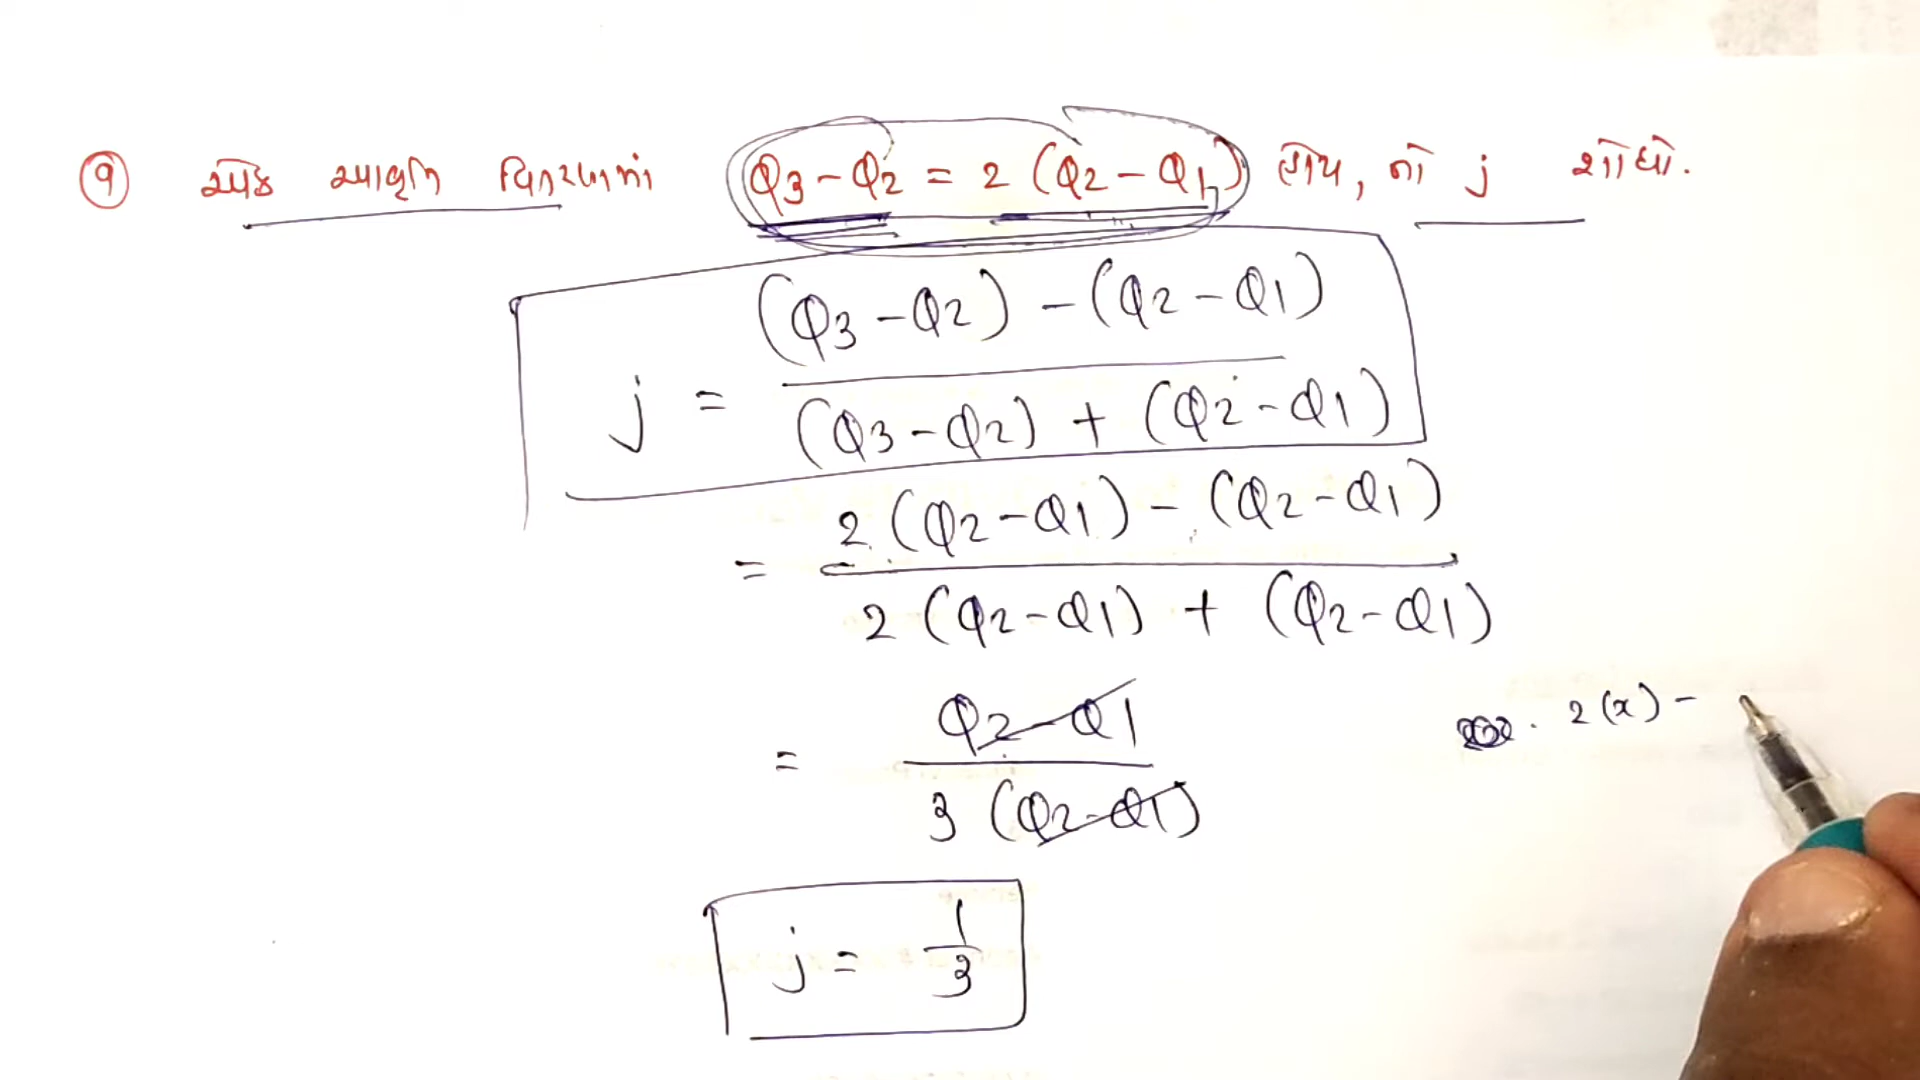 ૧ એક આવૃત્તિ વિતરણમાં Q3 - Q2 = 2 (Q2 - Q1) હોય, તો j શોધો.
(Q3 - Q2) - (Q2 - Q1)
j = 
(Q3 - Q2) + (Q2 - Q1)
2 (Q2 - Q1) - (Q2 - Q1)
=
2 (Q2 - Q1) + (Q2 - Q1)
Q2 - Q1
=
3 (Q2 - Q1)
2 (x) -
j = 1/3